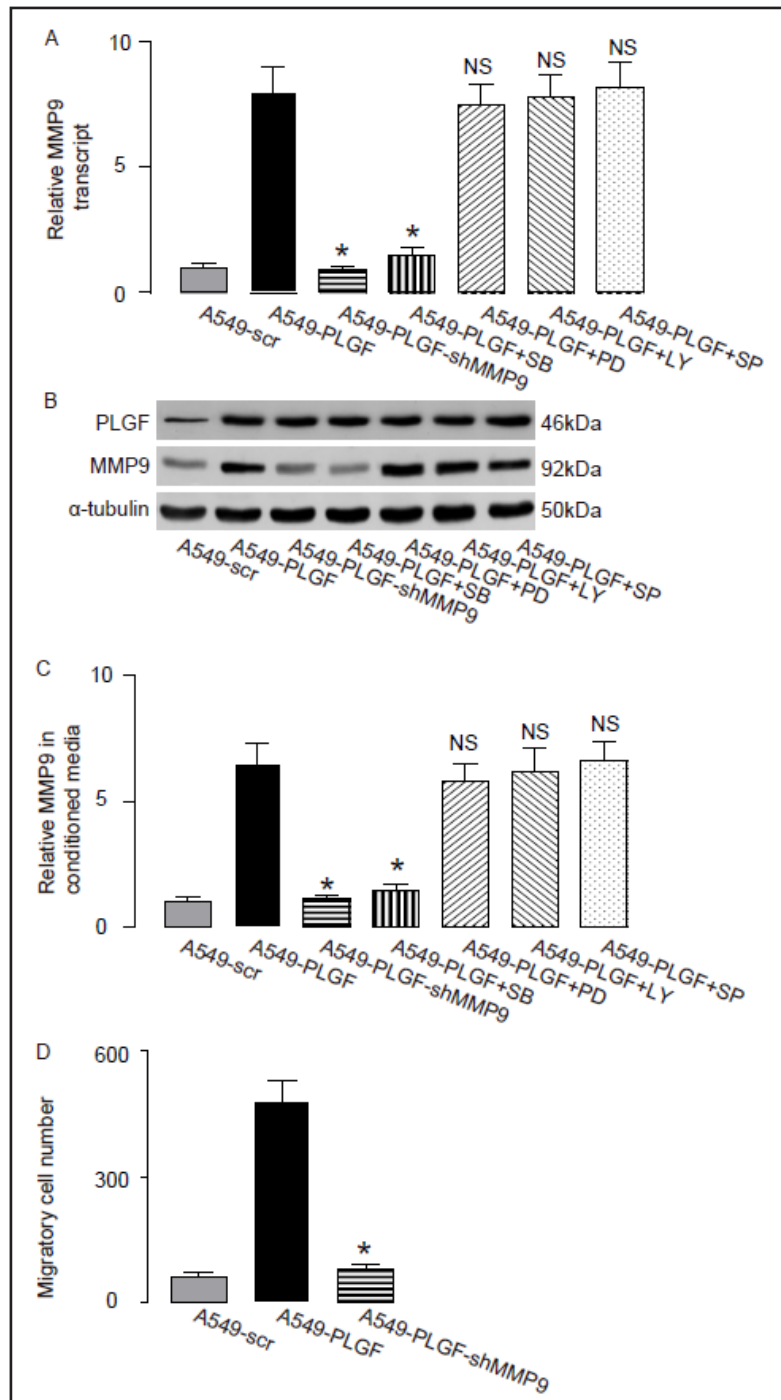 A
Relative MMP9
transcript
10
5
0
*
*
NS
NS
NS
A549-scr
A549-PLGF
A549-PLGF-shMMP9
A549-PLGF+SB
A549-PLGF+PD
A549-PLGF+LY
A549-PLGF+SP
B
PLGF
46kDa
MMP9
92kDa
α-tubulin
50kDa
A549-scr
A549-PLGF
A549-PLGF-shMMP9
A549-PLGF+SB
A549-PLGF+PD
A549-PLGF+LY
A549-PLGF+SP
C
Relative MMP9 in
conditioned media
10
5
0
*
*
NS
NS
NS
A549-scr
A549-PLGF
A549-PLGF-shMMP9
A549-PLGF+SB
A549-PLGF+PD
A549-PLGF+LY
A549-PLGF+SP
D
Migratory cell number
600
300
0
*
A549-scr
A549-PLGF
A549-PLGF-shMMP9